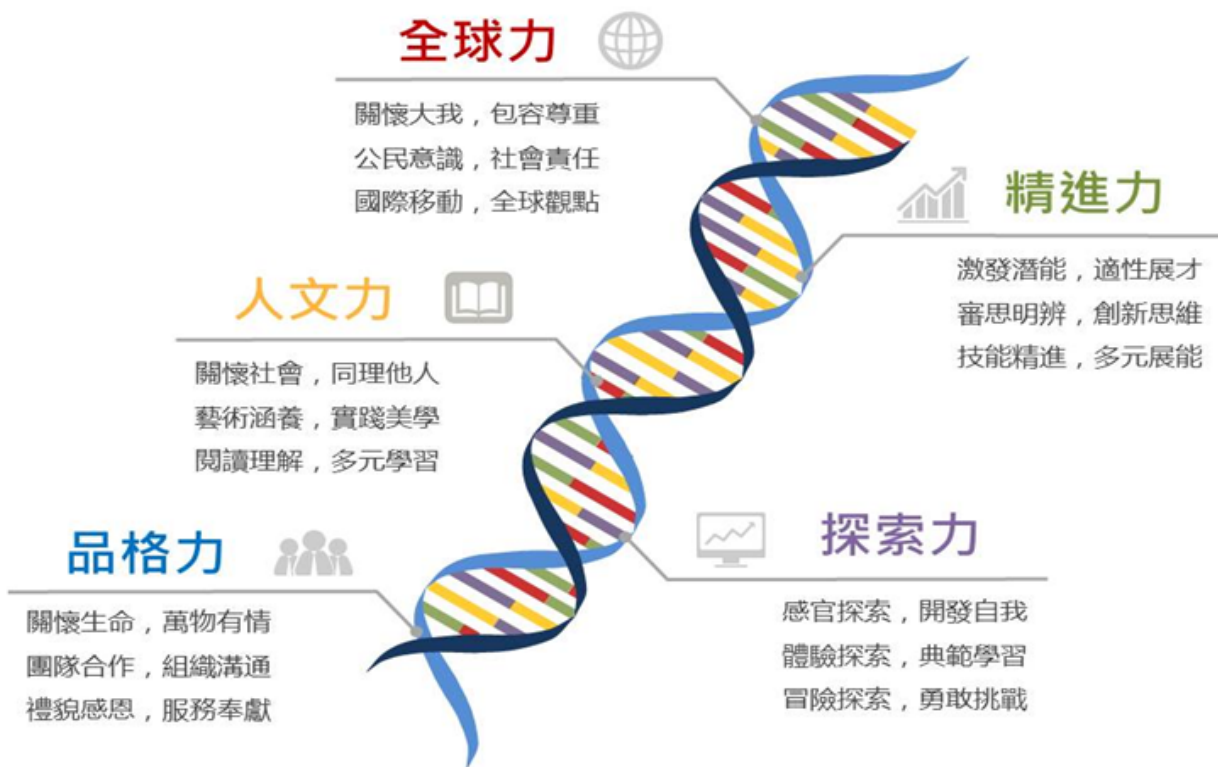 全球力
關懷大我，包容尊重
公民意識，社會責任
國際移動，全球觀點
精進力
激發潛能，適性展才
審思明辨，創新思維
技能精進，多元展能
人文力
關懷社會，同理他人
藝術涵養，實踐美學
閱讀理解，多元學習
探索力
感官探索，開發自我
體驗探索，典範學習
冒險探索，勇敢挑戰
品格力
關懷生命，萬物有情
團隊合作，組織溝通
禮貌感恩，服務奉獻